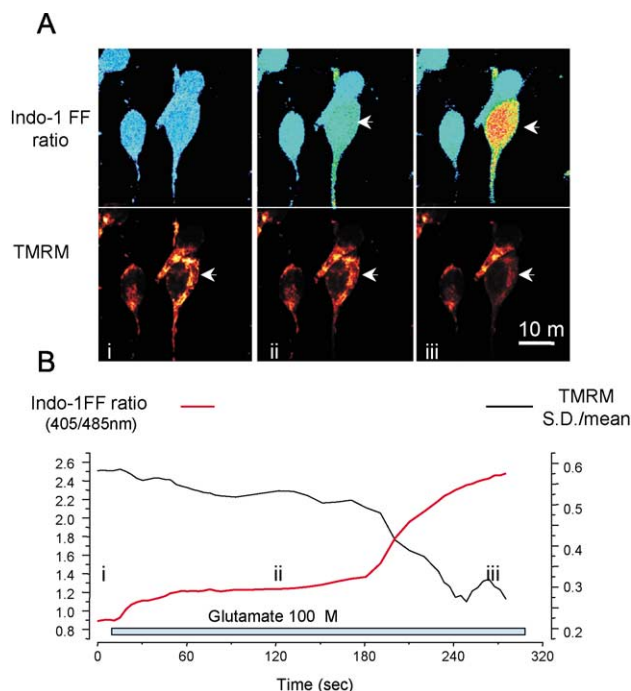 A
Indo-1 FF
ratio
TMRM
i
ii
iii
10 m
B
Indo-1FF ratio
(405/485nm)
TMRM
S.D./mean
2.6
2.4
2.2
2.0
1.8
1.6
1.4
1.2
1.0
0.8
0.6
0.5
0.4
0.3
0.2
i
ii
iii
Glutamate 100 M
0 60 120 180 240 320
Time (sec)